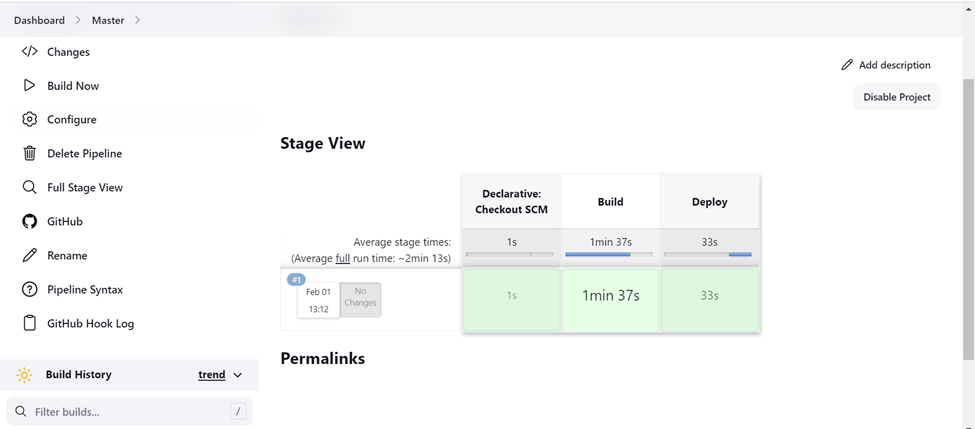 Dashboard
Master
Changes
Build Now
Configure
Delete Pipeline
Full Stage View
GitHub
Rename
Pipeline Syntax
GitHub Hook Log
Build History
trend
Filter builds...
/
Add description
Disable Project
Stage View
Declarative:
Checkout SCM
Build
Deploy
Average stage times:
1s
1min 37s
33s
(Average full run time: ~2min 13s)
#1
Feb 01
13:12
No
Changes
1s
1min 37s
33s
Permalinks